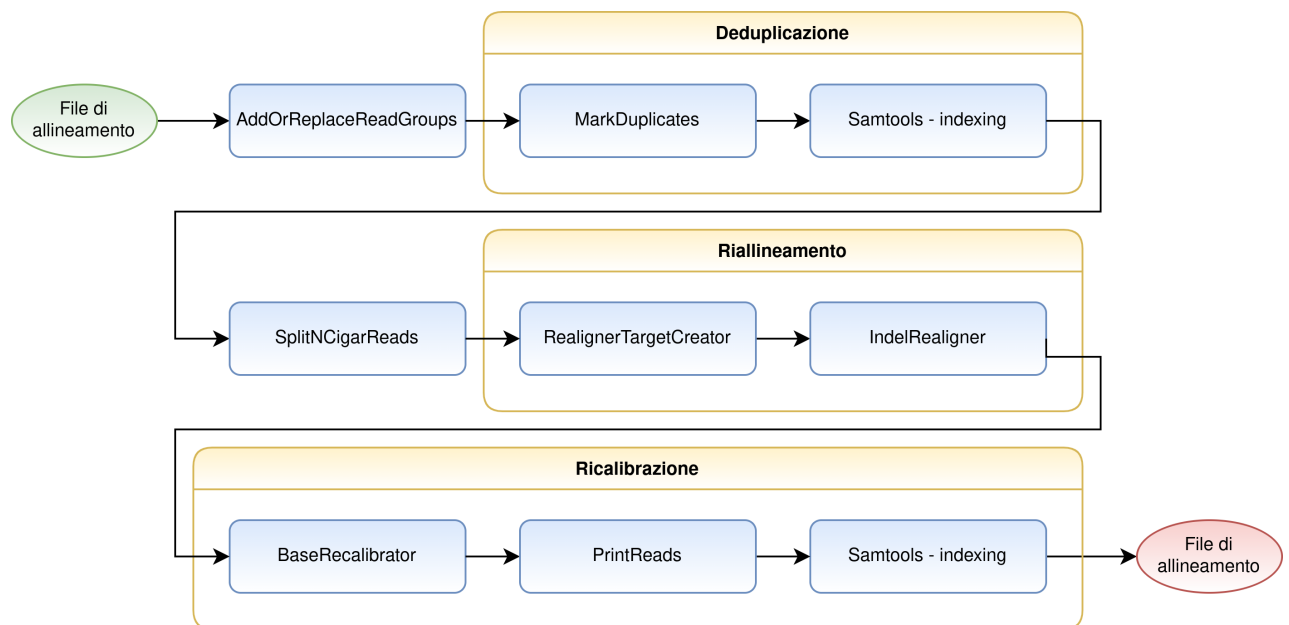 Deduplicazione
File di
allineamento
AddOrReplaceReadGroups
MarkDuplicates
Samtools - indexing
Riallineamento
SplitNCigarReads
RealignerTargetCreator
IndelRealigner
Ricalibrazione
BaseRecalibrator
PrintReads
Samtools - indexing
File di
allineamento